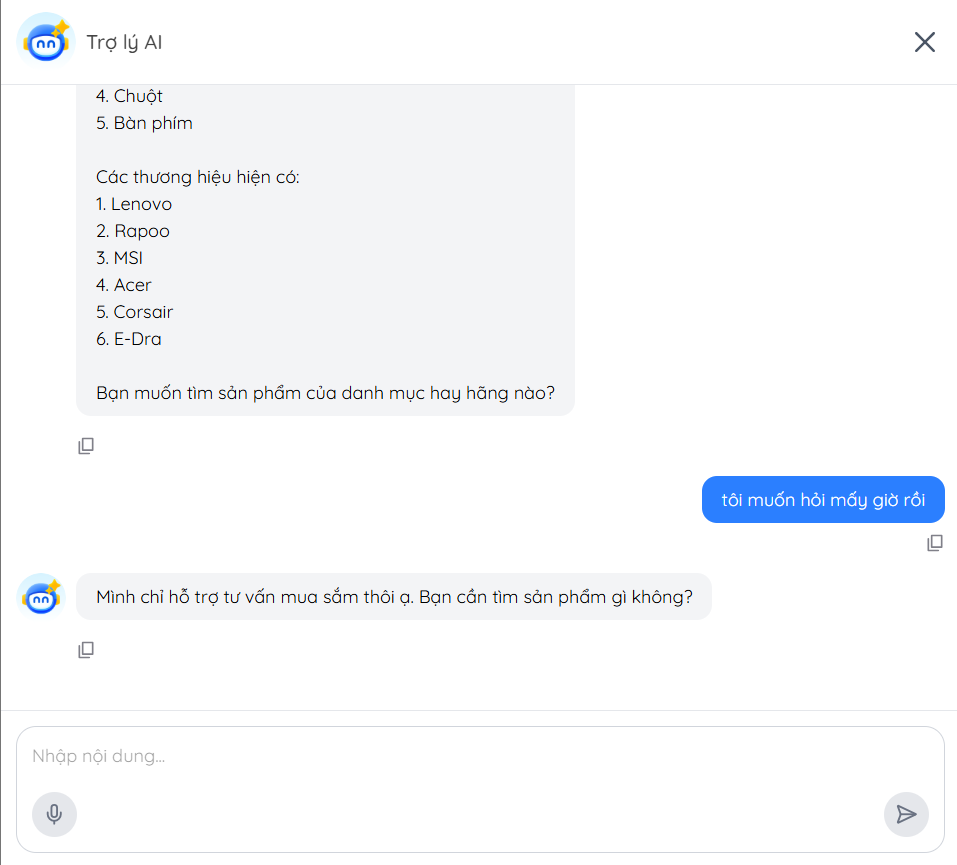 Trợ lý AI
4. Chuột
5. Bàn phím
Các thương hiệu hiện có:
1. Lenovo
2. Rapoo
3. MSI
4. Acer
5. Corsair
6. E-Dra
Bạn muốn tìm sản phẩm của danh mục hay hãng nào?
tôi muốn hỏi mấy giờ rồi
Mình chỉ hỗ trợ tư vấn mua sắm thôi ạ. Bạn cần tìm sản phẩm gì không?
Nhập nội dung...